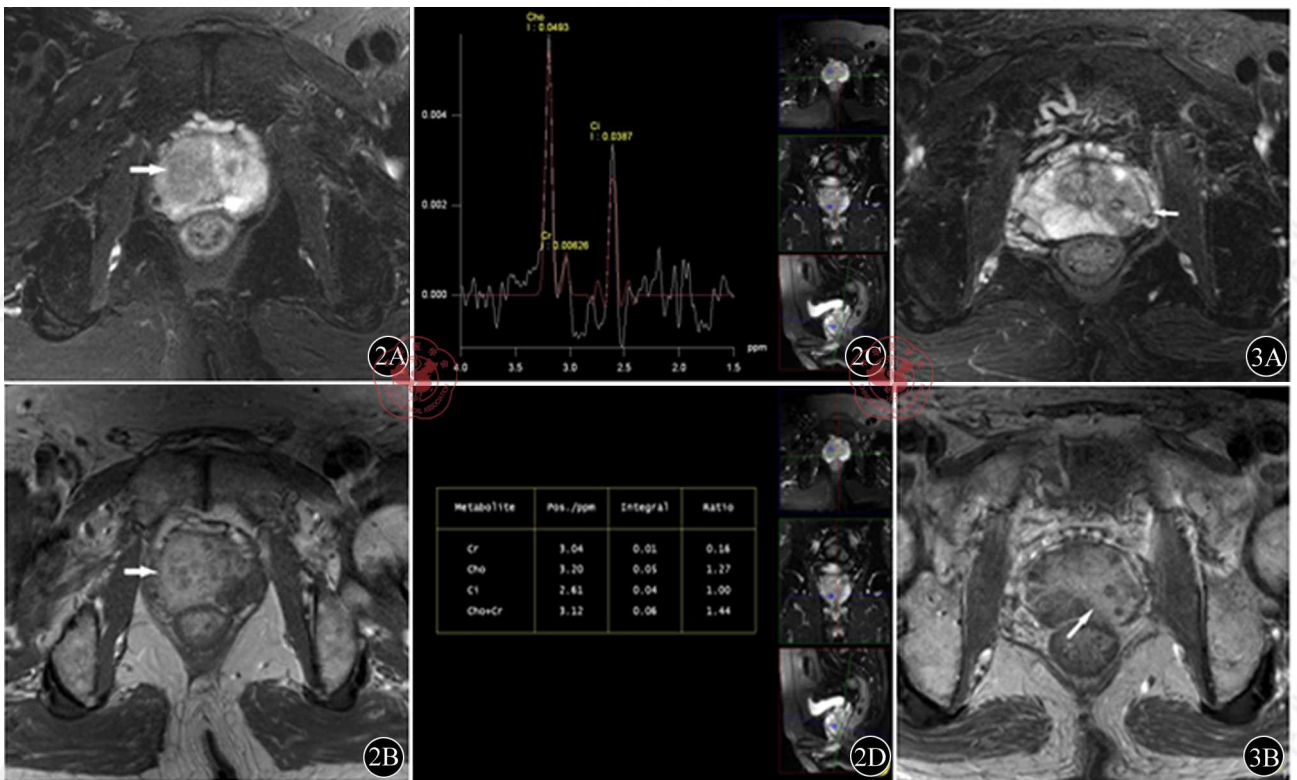 Cho
I : 0.0493
Ci
I : 0.0387
Cr
I : 0.00626
0.004
0.002
0.000
4.0 3.5 3.0 2.5 2.0 1.5
ppm
2A
2C
3A
Metabolite Pos./ppm Integral Ratio
Cr 3.04 0.01 0.16
Cho 3.20 0.05 1.27
Ci 2.61 0.04 1.00
Cho+Cr 3.12 0.06 1.44
2B
2D
3B